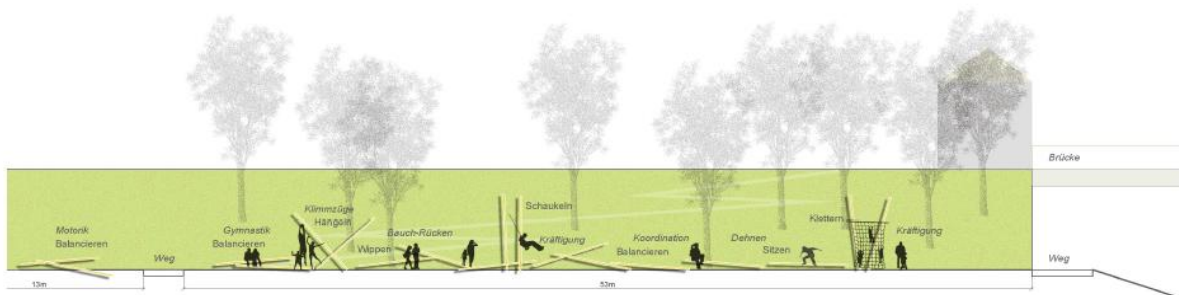 Brücke
Motorik
Balancieren
Weg
Gymnastik
Balancieren
Klimmzüge
Hangeln
Wippen
Bauch-Rücken
Schaukeln
Kräftigung
Koordination
Balancieren
Dehnen
Sitzen
Klettern
Kräftigung
Weg
13m
53m